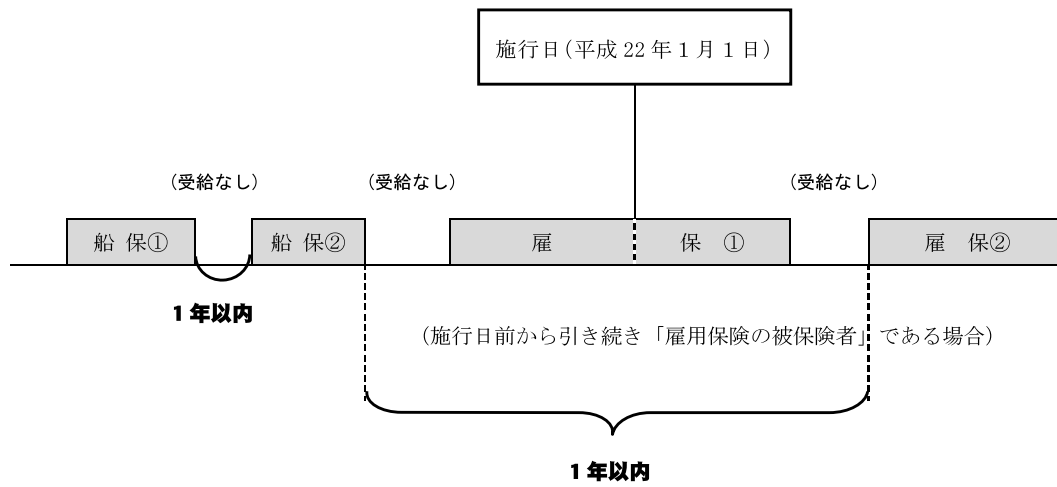 施行日(平成 22 年 1 月 1 日)
(受給なし) (受給なし) (受給なし)
船 保① 船 保② 雇 保 ① 雇 保②
1 年以内
(施行日前から引き続き「雇用保険の被保険者」である場合)
1 年以内